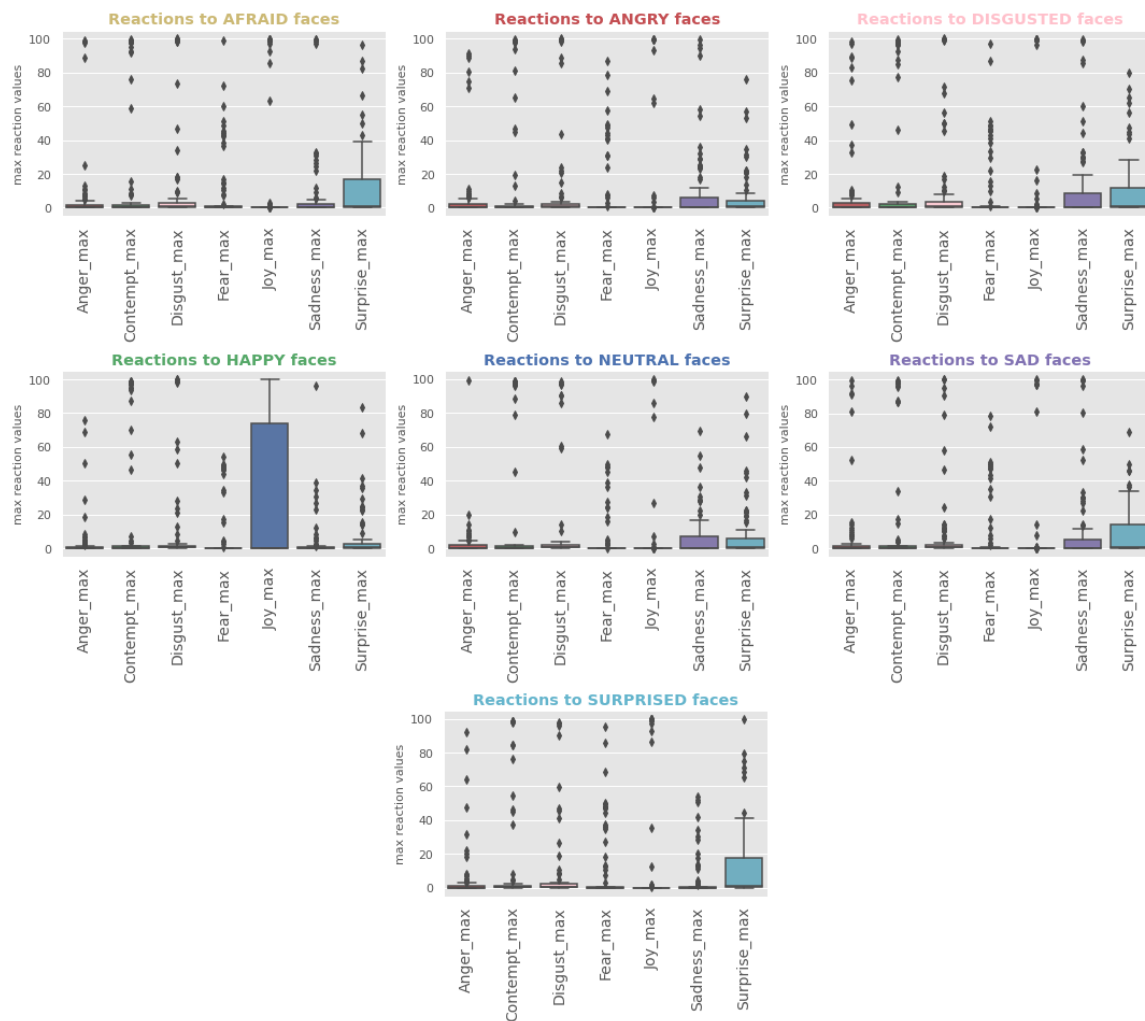 Reactions to AFRAID faces
max reaction values
100
80
60
40
20
0
Anger_max
Contempt_max
Disgust_max
Fear_max
Joy_max
Sadness_max
Surprise_max
Reactions to ANGRY faces
max reaction values
100
80
60
40
20
0
Anger_max
Contempt_max
Disgust_max
Fear_max
Joy_max
Sadness_max
Surprise_max
Reactions to DISGUSTED faces
max reaction values
100
80
60
40
20
0
Anger_max
Contempt_max
Disgust_max
Fear_max
Joy_max
Sadness_max
Surprise_max
Reactions to HAPPY faces
max reaction values
100
80
60
40
20
0
Anger_max
Contempt_max
Disgust_max
Fear_max
Joy_max
Sadness_max
Surprise_max
Reactions to NEUTRAL faces
max reaction values
100
80
60
40
20
0
Anger_max
Contempt_max
Disgust_max
Fear_max
Joy_max
Sadness_max
Surprise_max
Reactions to SAD faces
max reaction values
100
80
60
40
20
0
Anger_max
Contempt_max
Disgust_max
Fear_max
Joy_max
Sadness_max
Surprise_max
Reactions to SURPRISED faces
max reaction values
100
80
60
40
20
0
Anger_max
Contempt_max
Disgust_max
Fear_max
Joy_max
Sadness_max
Surprise_max